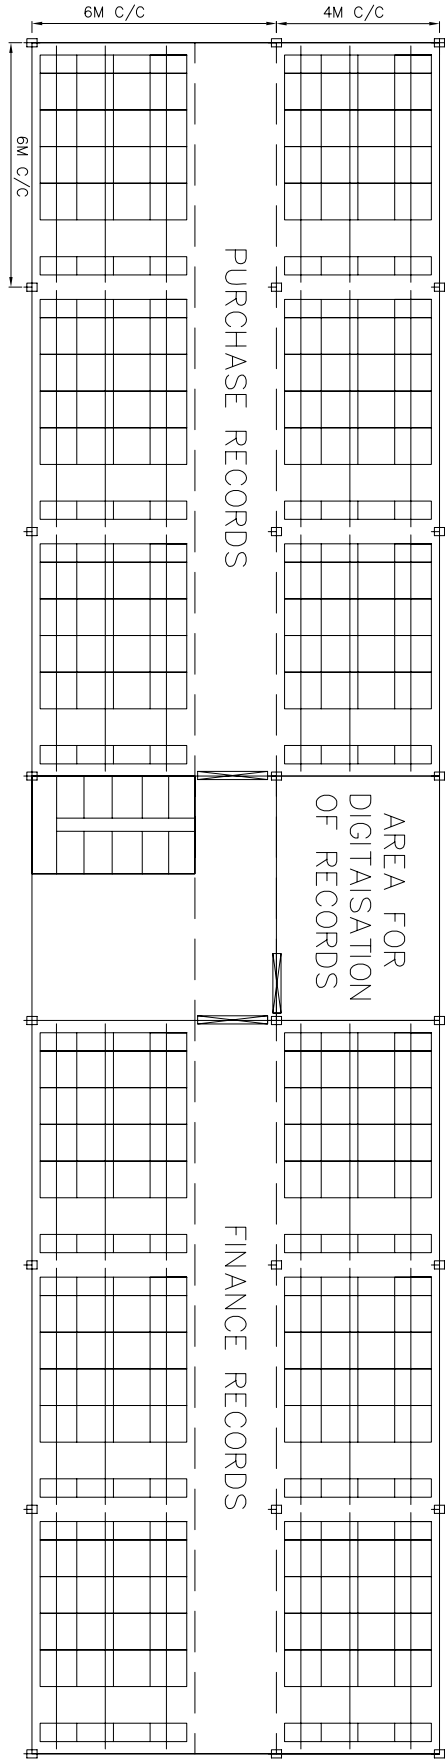 6M C/C
4M C/C
6M C/C
PURCHASE RECORDS
AREA FOR
DIGITAISATION
OF RECORDS
FINANCE RECORDS